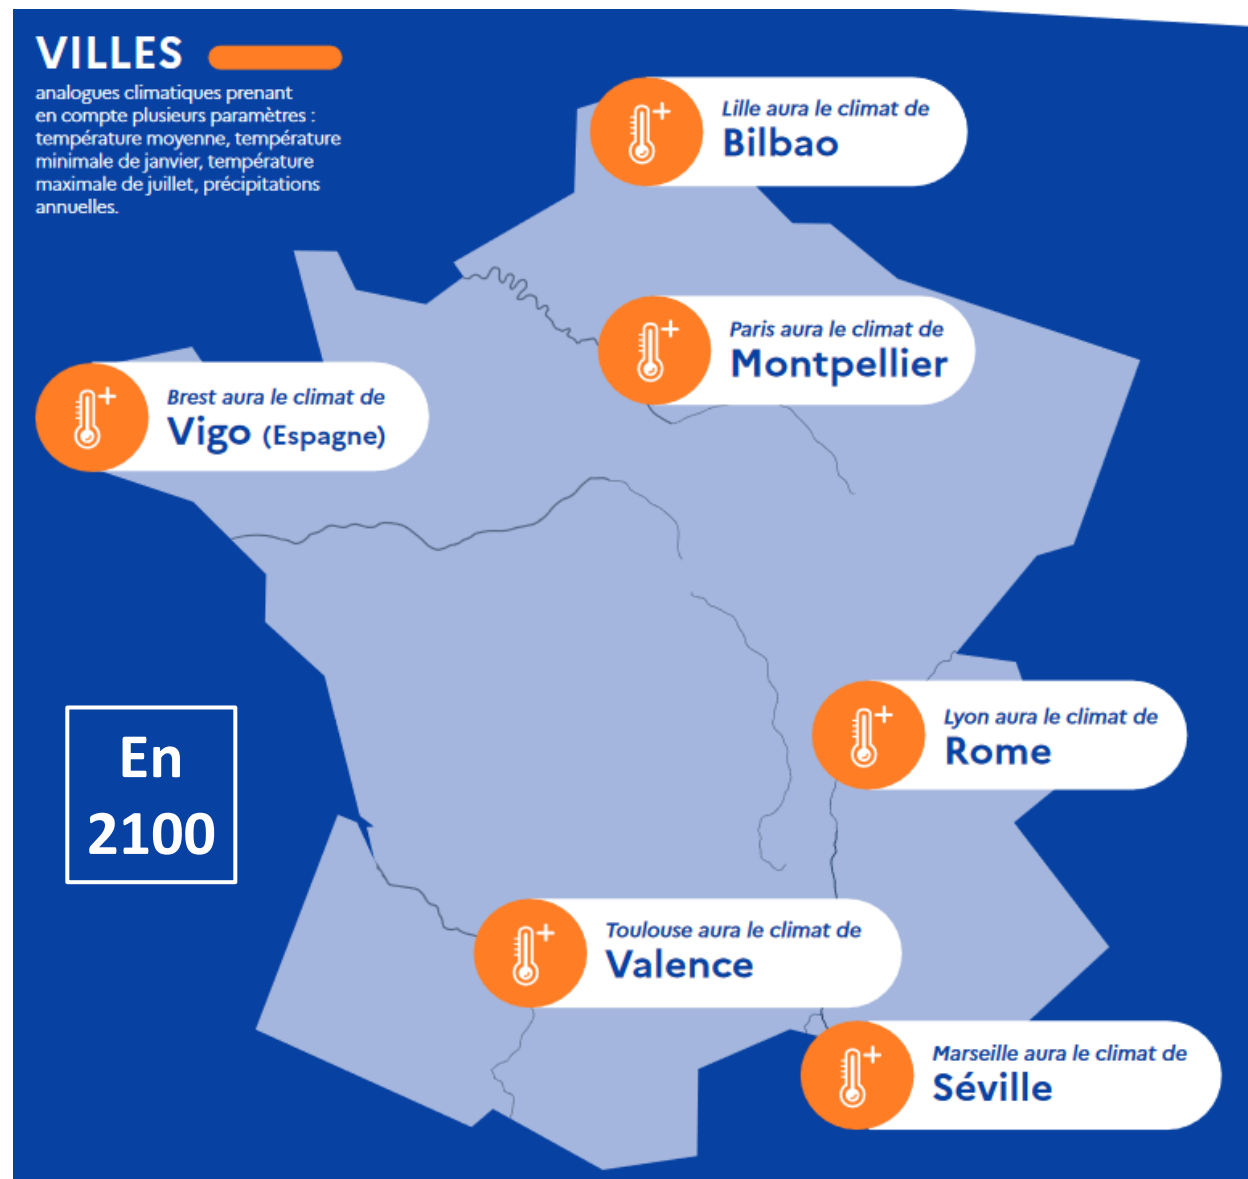 VILLES
analogues climatiques prenant
en compte plusieurs paramètres :
température moyenne, température
minimale de janvier, température
maximale de juillet, précipitations
annuelles.
Lille aura le climat de
Bilbao
Paris aura le climat de
Montpellier
Brest aura le climat de
Vigo (Espagne)
Lyon aura le climat de
Rome
En
2100
Toulouse aura le climat de
Valence
Marseille aura le climat de
Séville